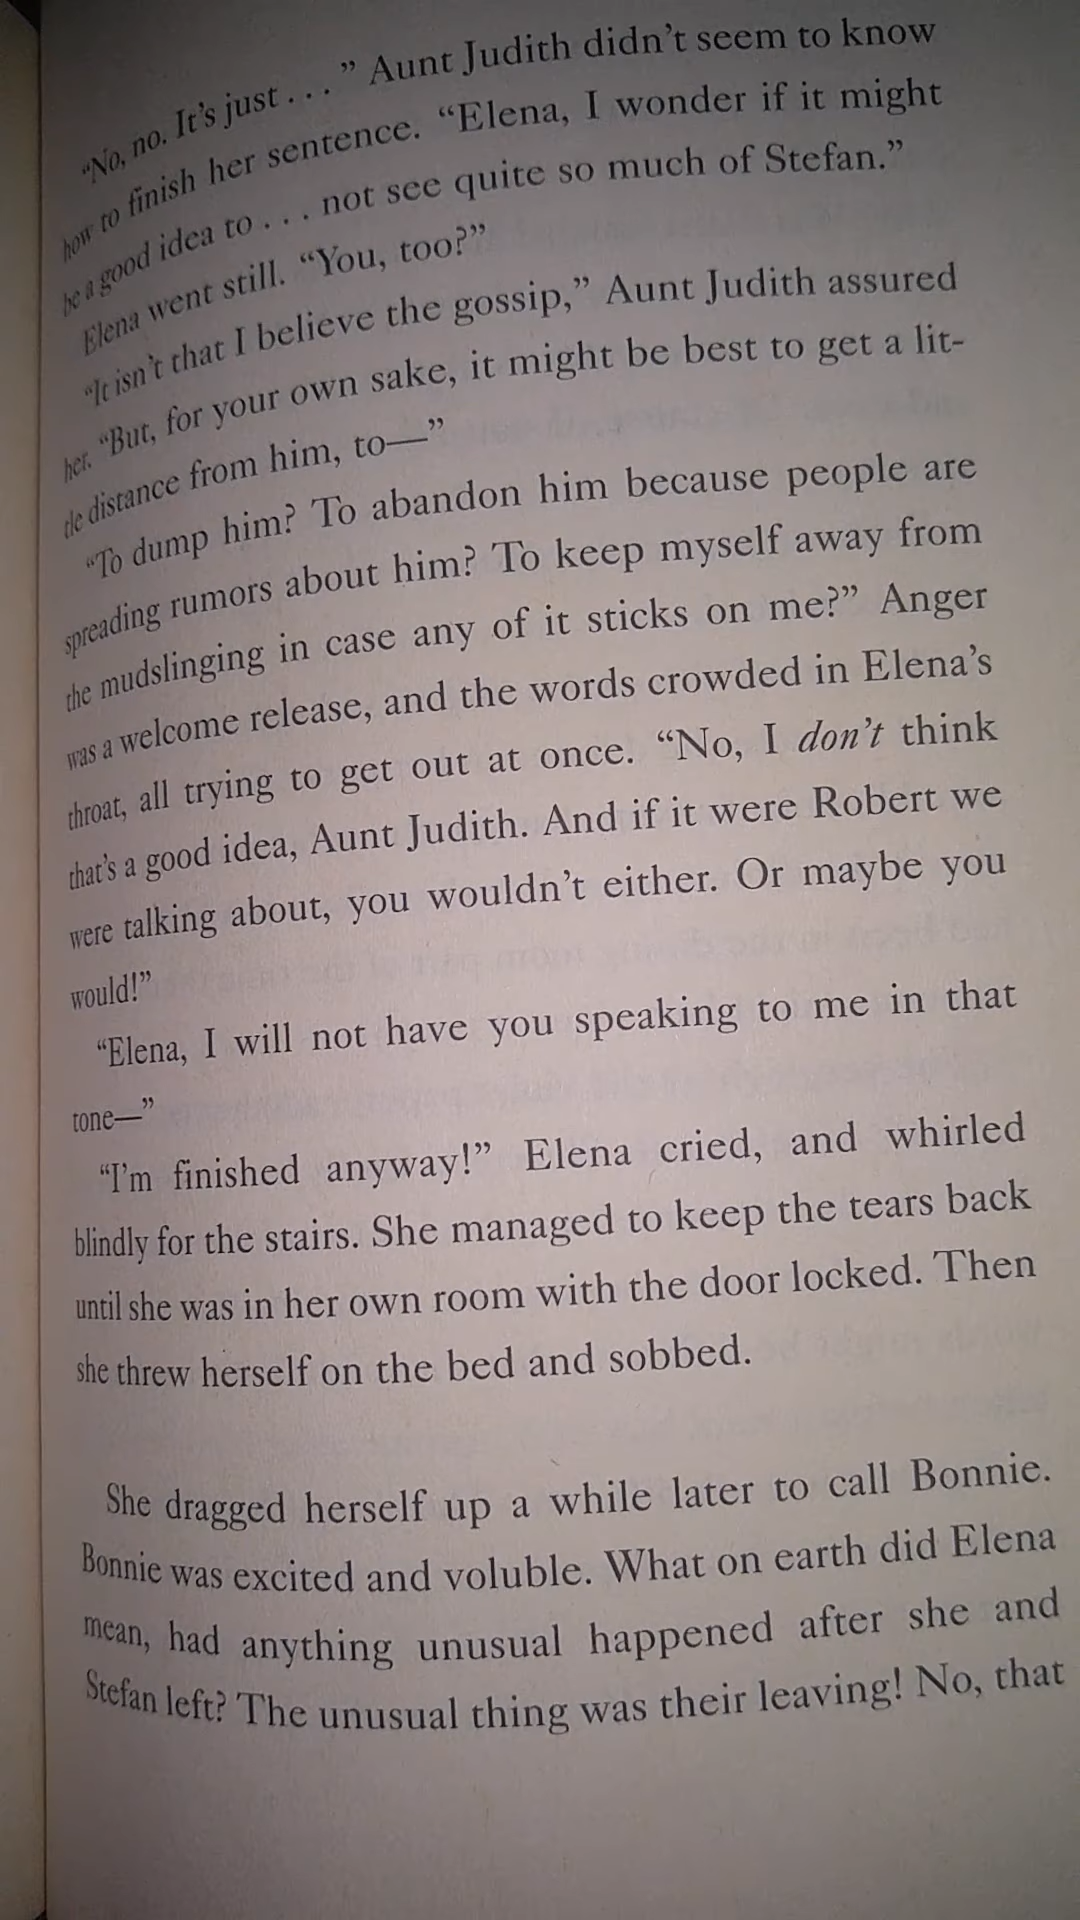 “No, no. It’s just . . . ” Aunt Judith didn’t seem to know
how to finish her sentence. “Elena, I wonder if it might
be a good idea to . . . not see quite so much of Stefan.”
Elena went still. “You, too?”
“It isn’t that I believe the gossip,” Aunt Judith assured
her. “But, for your own sake, it might be best to get a lit-
tle distance from him, to—”
“To dump him? To abandon him because people are
spreading rumors about him? To keep myself away from
the mudslinging in case any of it sticks on me?” Anger
was a welcome release, and the words crowded in Elena’s
throat, all trying to get out at once. “No, I don’t think
that’s a good idea, Aunt Judith. And if it were Robert we
were talking about, you wouldn’t either. Or maybe you
would!”
“Elena, I will not have you speaking to me in that
tone—”
“I’m finished anyway!” Elena cried, and whirled
blindly for the stairs. She managed to keep the tears back
until she was in her own room with the door locked. Then
she threw herself on the bed and sobbed.
She dragged herself up a while later to call Bonnie.
Bonnie was excited and voluble. What on earth did Elena
mean, had anything unusual happened after she and
Stefan left? The unusual thing was their leaving! No, that